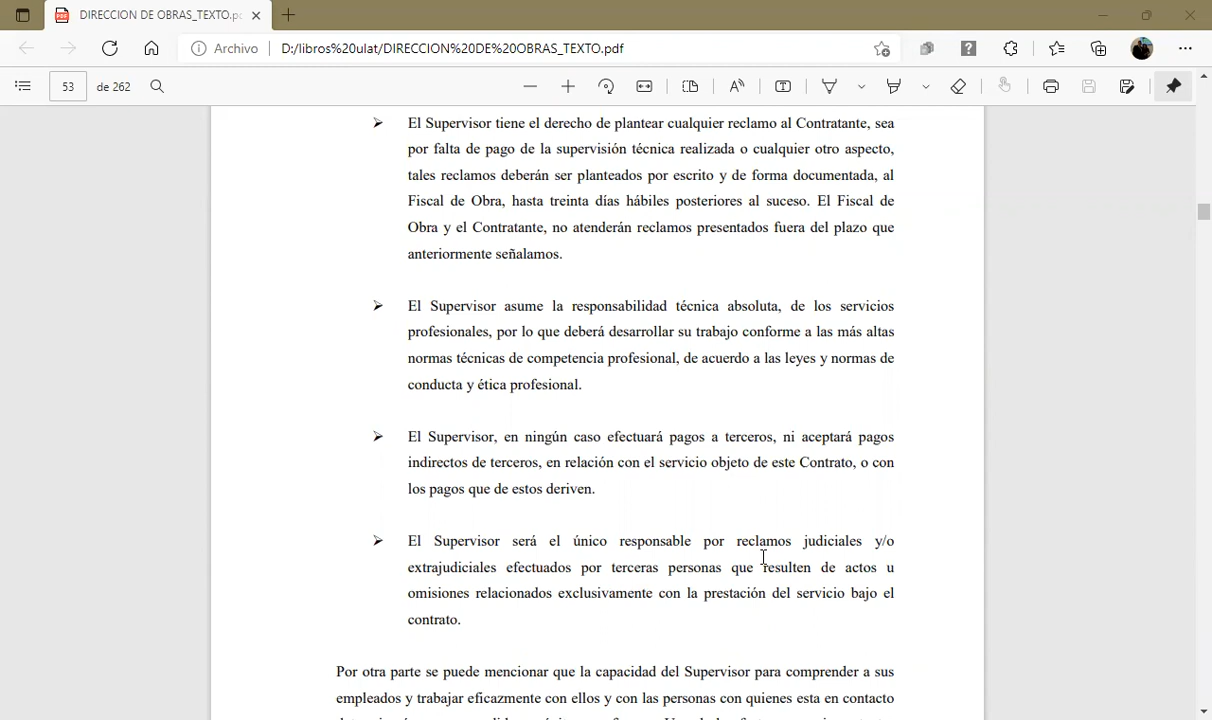 DIRECCION DE OBRAS_TEXTO.p
Archivo D:/libros%20ulat/DIRECCION%20DE%20OBRAS_TEXTO.pdf
53 de 262
El Supervisor tiene el derecho de plantear cualquier reclamo al Contratante, sea
por falta de pago de la supervisión técnica realizada o cualquier otro aspecto,
tales reclamos deberán ser planteados por escrito y de forma documentada, al
Fiscal de Obra, hasta treinta días hábiles posteriores al suceso. El Fiscal de
Obra y el Contratante, no atenderán reclamos presentados fuera del plazo que
anteriormente señalamos.
El Supervisor asume la responsabilidad técnica absoluta, de los servicios
profesionales, por lo que deberá desarrollar su trabajo conforme a las más altas
normas técnicas de competencia profesional, de acuerdo a las leyes y normas de
conducta y ética profesional.
El Supervisor, en ningún caso efectuará pagos a terceros, ni aceptará pagos
indirectos de terceros, en relación con el servicio objeto de este Contrato, o con
los pagos que de estos deriven.
El Supervisor será el único responsable por reclamos judiciales y/o
extrajudiciales efectuados por terceras personas que resulten de actos u
omisiones relacionados exclusivamente con la prestación del servicio bajo el
contrato.
Por otra parte se puede mencionar que la capacidad del Supervisor para comprender a sus
empleados y trabajar eficazmente con ellos y con las personas con quienes esta en contacto